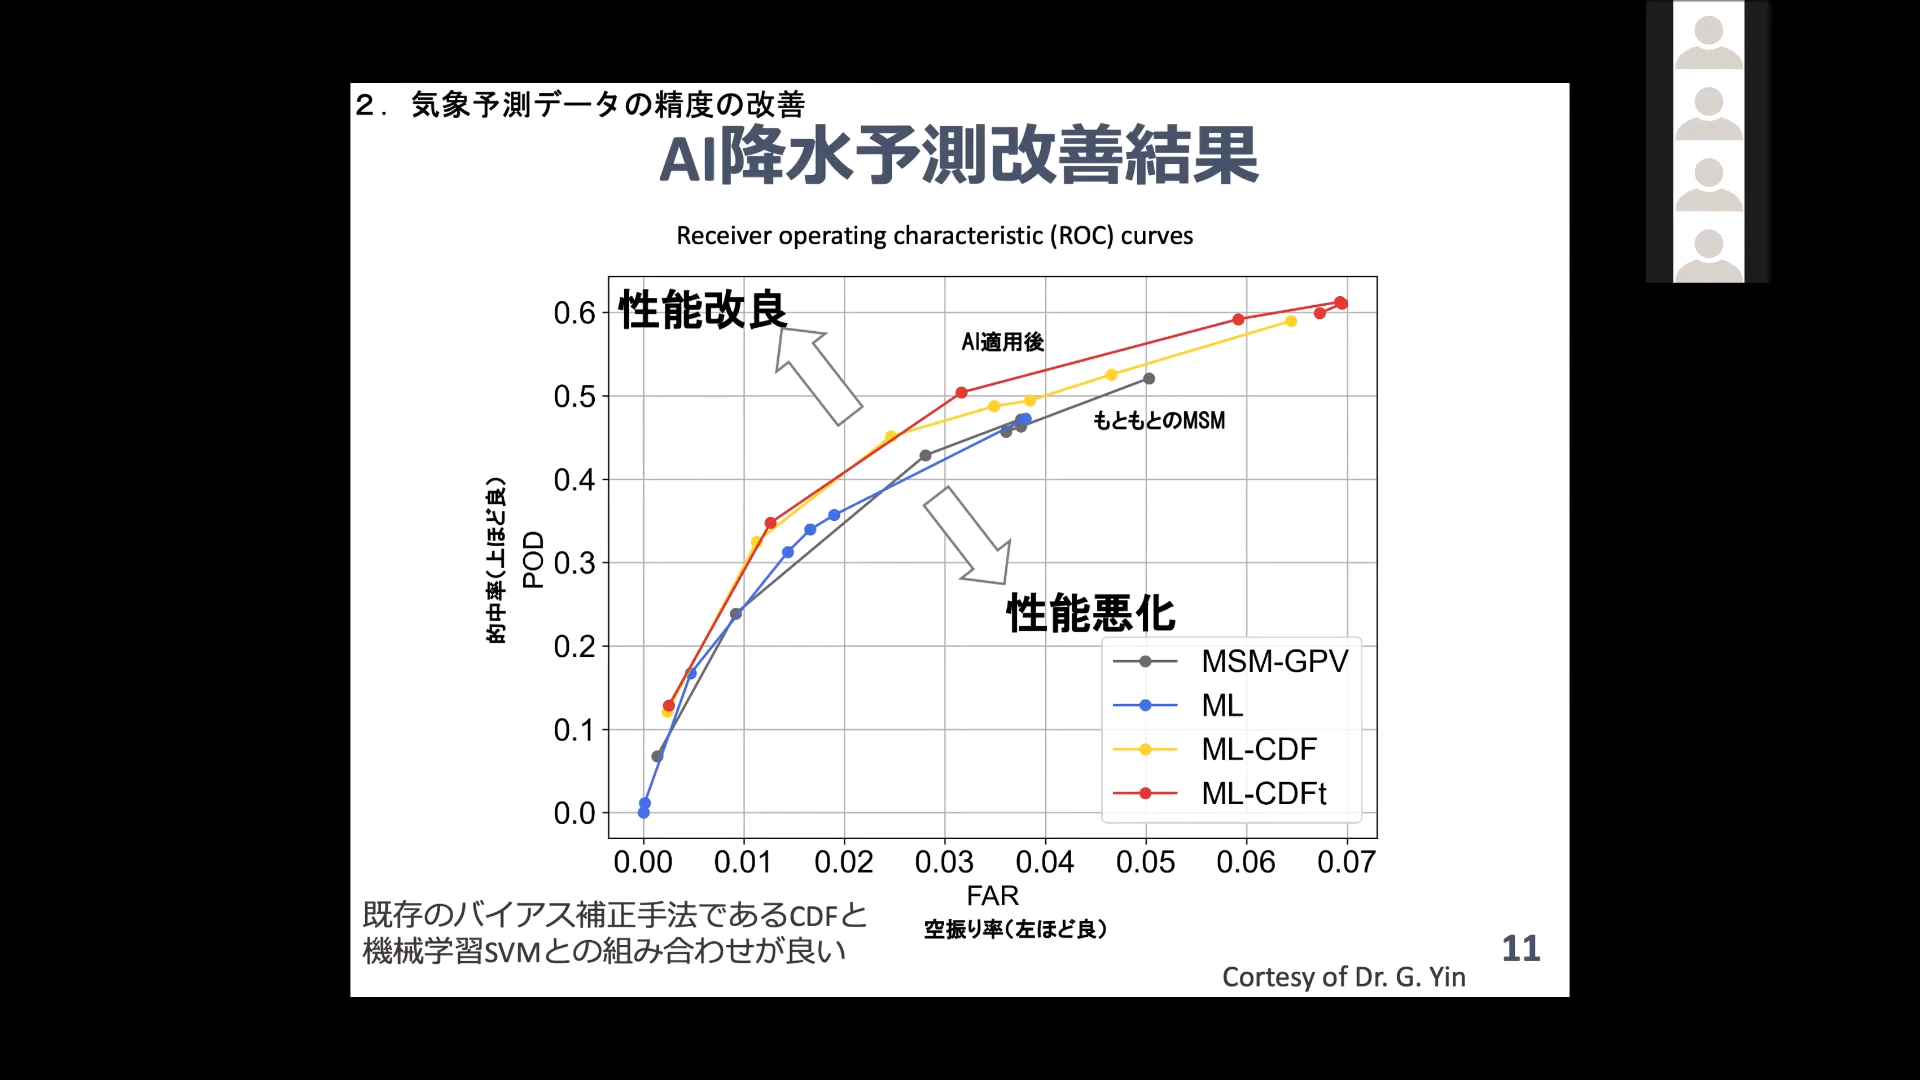 ２．気象予測データの精度の改善
AI降水予測改善結果
Receiver operating characteristic (ROC) curves
性能改良
AI適用後
もともとのMSM
性能悪化
的中率（上ほど良）
POD
0.6
0.5
0.4
0.3
0.2
0.1
0.0
MSM-GPV
ML
ML-CDF
ML-CDFt
0.00 0.01 0.02 0.03 0.04 0.05 0.06 0.07
FAR
空振り率（左ほど良）
既存のバイアス補正手法であるCDFと
機械学習SVMとの組み合わせが良い
11
Cortesy of Dr. G. Yin